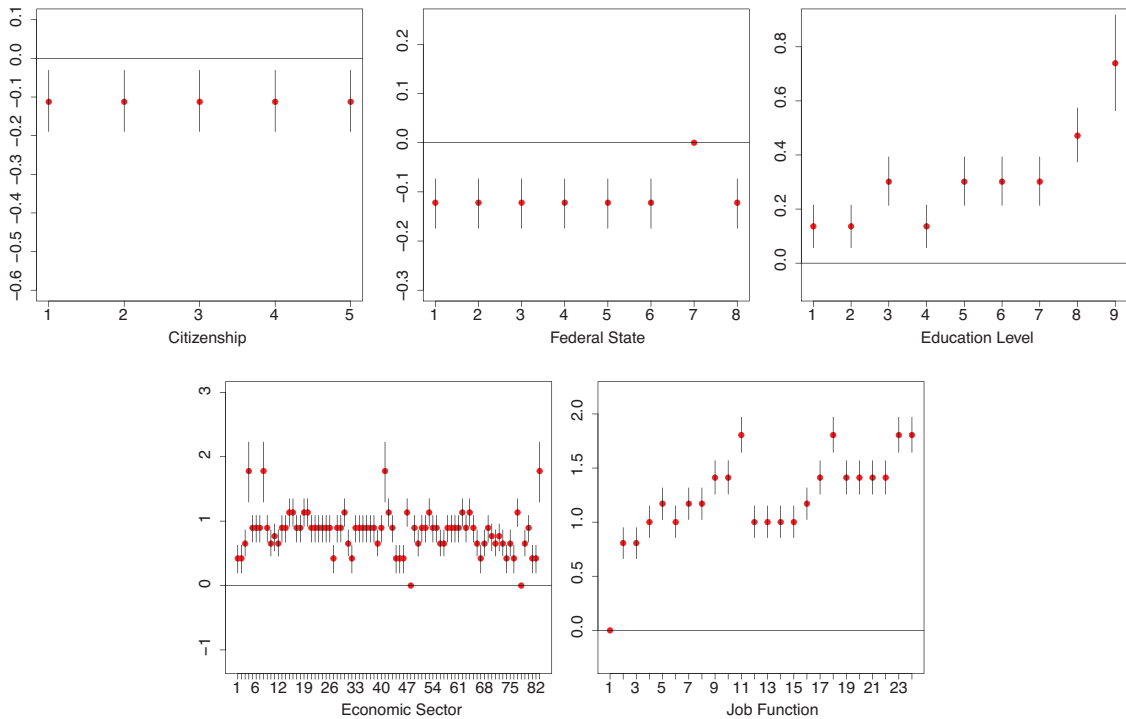 0.1
0.0
−0.1
−0.2
−0.3
−0.4
−0.5
−0.6
1 2 3 4 5
Citizenship
0.2
0.1
0.0
−0.1
−0.2
−0.3
1 2 3 4 5 6 7 8
Federal State
0.8
0.6
0.4
0.2
0.0
1 2 3 4 5 6 7 8 9
Education Level
3
2
1
0
−1
1 6 12 19 26 33 40 47 54 61 68 75 82
Economic Sector
2.0
1.5
1.0
0.5
0.0
1 3 5 7 9 11 13 15 17 19 21 23
Job Function